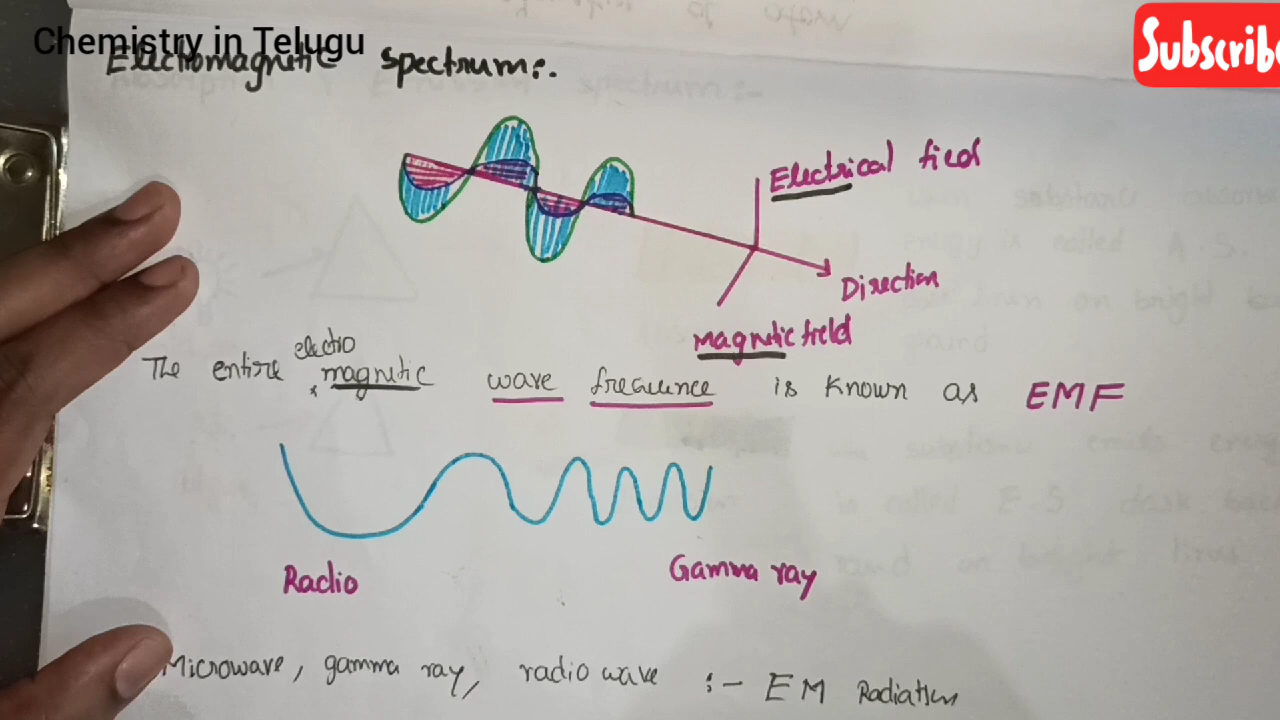 Chemistry in Telugu
Subscribe
Electromagnetic Spectrum:.
Electrical field
Direction
Magnetic field
The entire electro magnetic wave frequence is known as EMF
Radio
Gamma ray
Microwave, gamma ray, radio wave :- EM Radiation